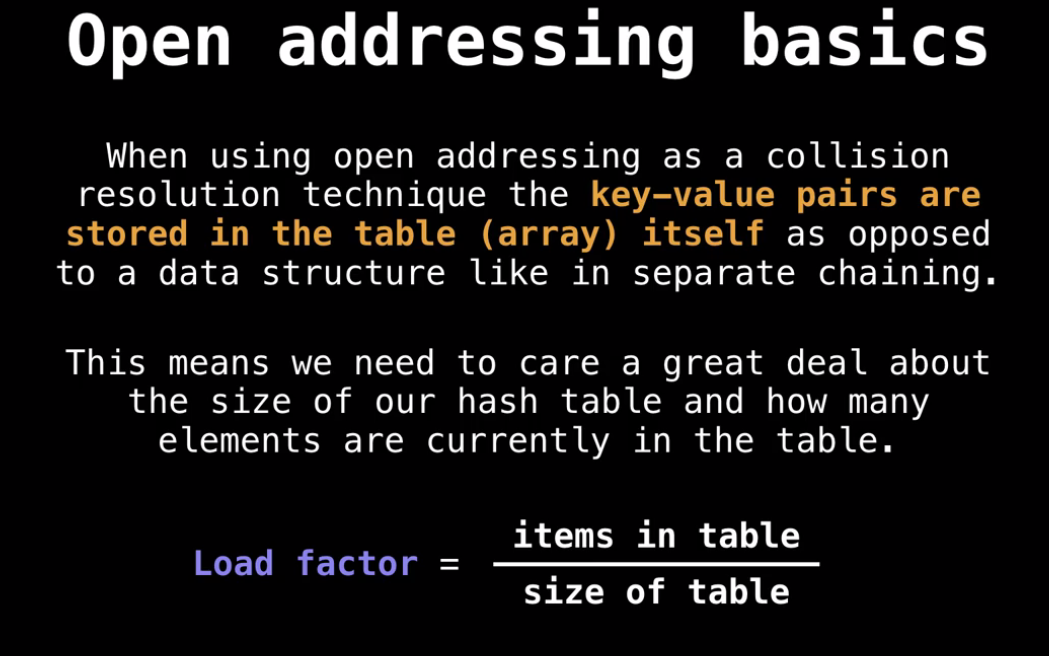 Open addressing basics
When using open addressing as a collision
resolution technique the key-value pairs are
stored in the table (array) itself as opposed
to a data structure like in separate chaining.
This means we need to care a great deal about
the size of our hash table and how many
elements are currently in the table.
items in table
Load factor =
size of table